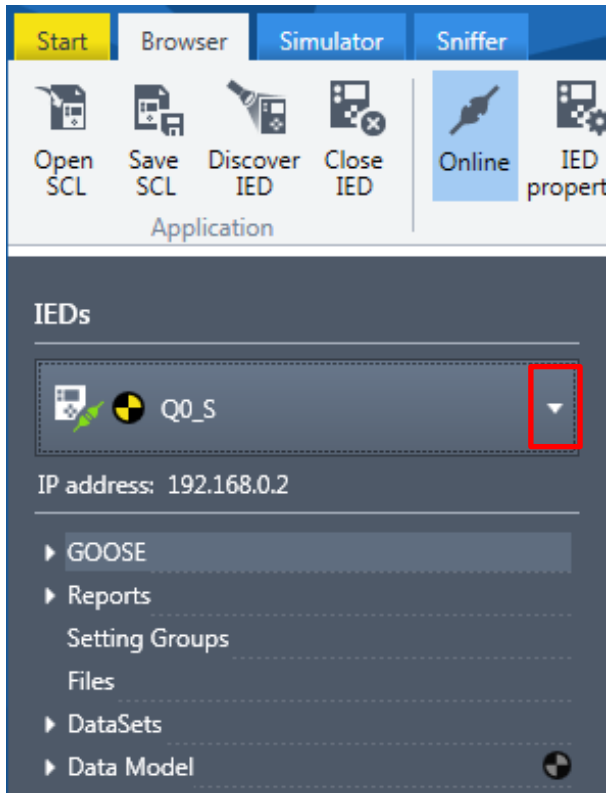 Start Browser Simulator Sniffer
Open SCL Save SCL Discover IED Close IED Online IED propert
Application
IEDs
Q0_S
IP address: 192.168.0.2
GOOSE
Reports
Setting Groups
Files
DataSets
Data Model